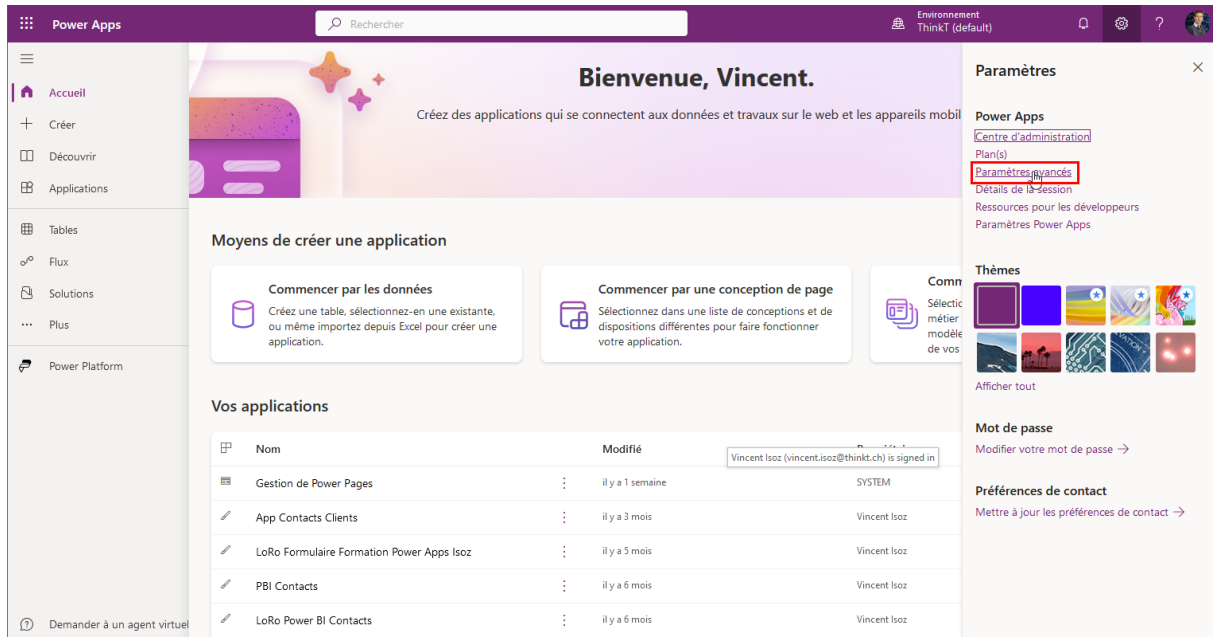 Power Apps
Rechercher
Environnement
ThinkT (default)
Accueil
Créer
Découvrir
Applications
Tables
Flux
Solutions
Plus
Power Platform
Demander à un agent virtuel
Bienvenue, Vincent.
Créez des applications qui se connectent aux données et travaux sur le web et les appareils mobil
Moyens de créer une application
Commencer par les données
Créez une table, sélectionnez-en une existante,
ou même importez depuis Excel pour créer une
application.
Commencer par une conception de page
Sélectionnez dans une liste de conceptions et de
dispositions différentes pour faire fonctionner
votre application.
Comm
Sélectic
métier
modèle
de vos
Vos applications
Nom
Modifié
Vincent Isoz (vincent.isoz@thinkt.ch) is signed in
Gestion de Power Pages
il y a 1 semaine
SYSTEM
App Contacts Clients
il y a 3 mois
Vincent Isoz
LoRo Formulaire Formation Power Apps Isoz
il y a 5 mois
Vincent Isoz
PBI Contacts
il y a 6 mois
Vincent Isoz
LoRo Power BI Contacts
il y a 6 mois
Vincent Isoz
Paramètres
Power Apps
Centre d'administration
Plan(s)
Paramètres avancés
Détails de la session
Ressources pour les développeurs
Paramètres Power Apps
Thèmes
Afficher tout
Mot de passe
Modifier votre mot de passe
Préférences de contact
Mettre à jour les préférences de contact